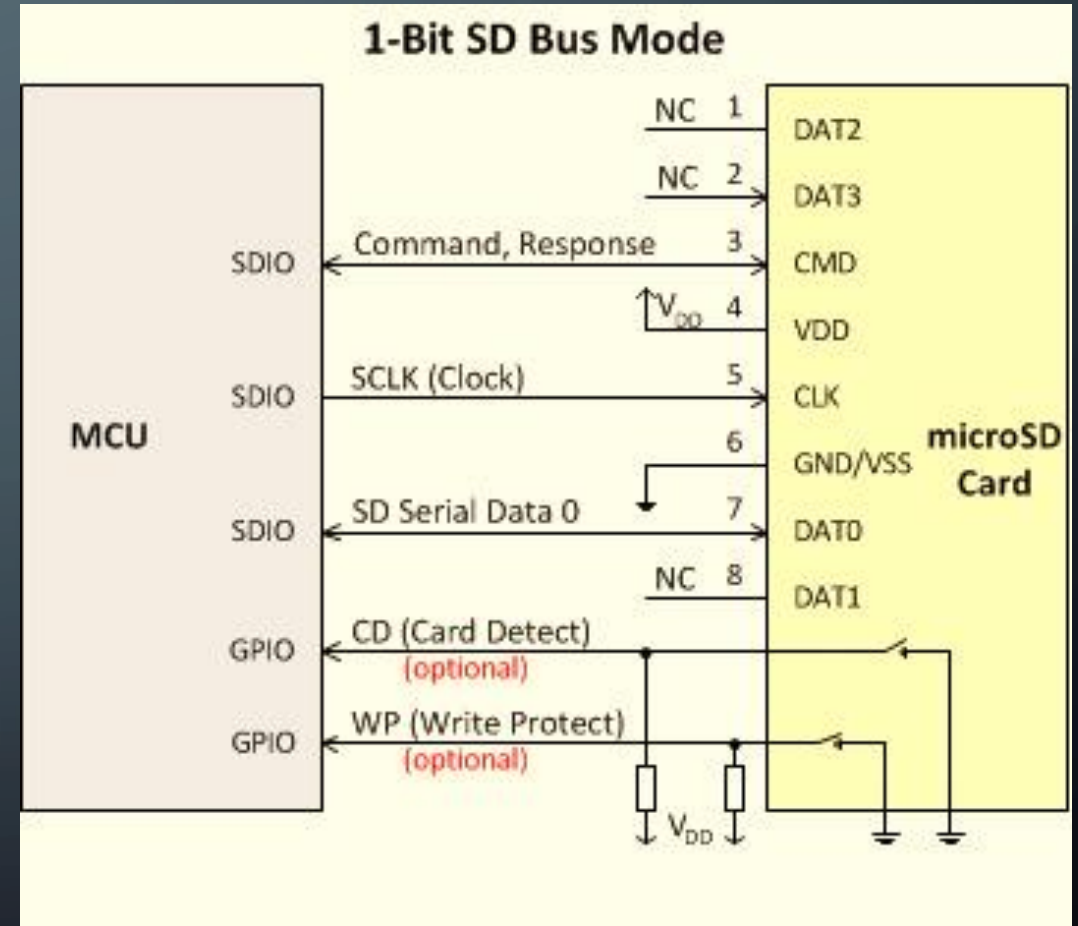 1-Bit SD Bus Mode
NC 1 DAT2
NC 2 DAT3
SDIO Command, Response 3 CMD
VDD 4 VDD
SDIO SCLK (Clock) 5 CLK
MCU
6 GND/VSS
microSD
Card
SDIO SD Serial Data 0 7 DAT0
NC 8 DAT1
GPIO CD (Card Detect)
(optional)
GPIO WP (Write Protect)
(optional)
VDD